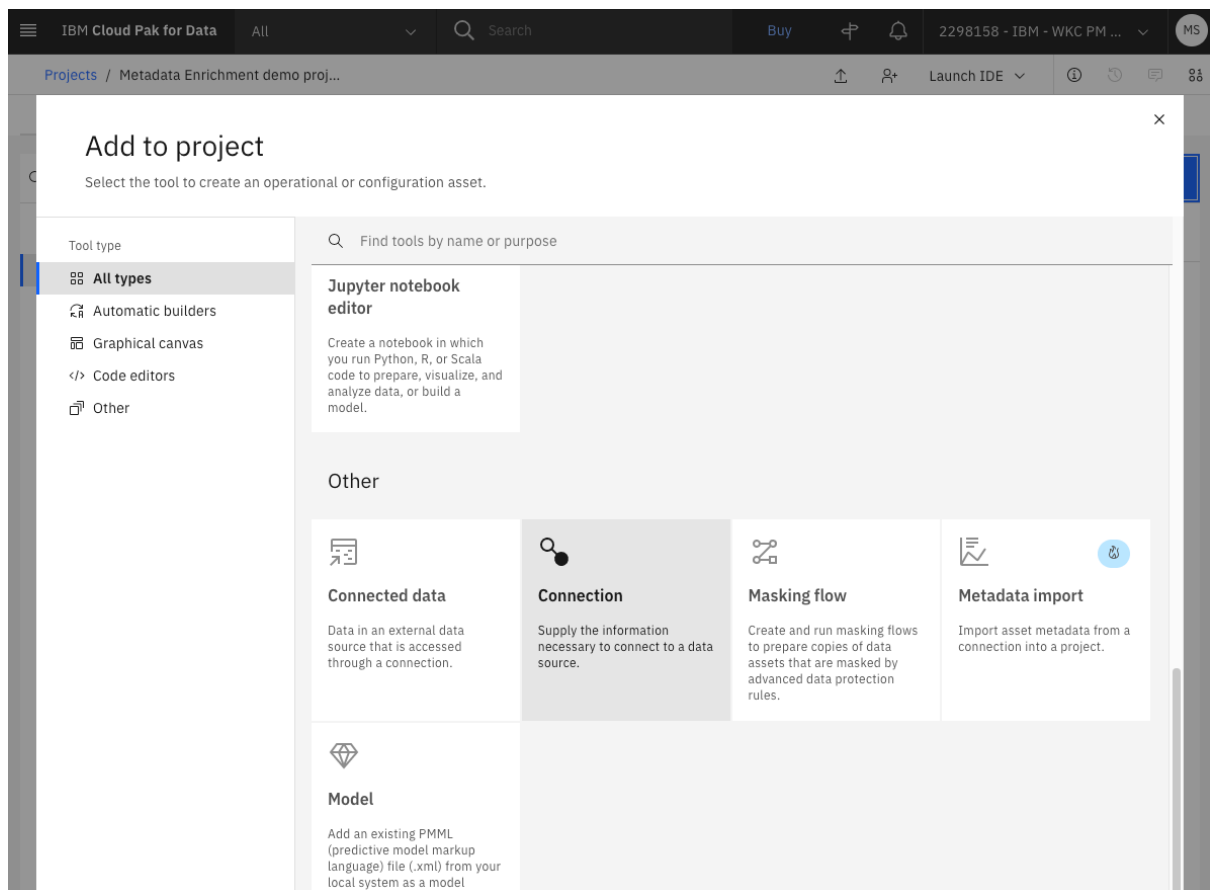 IBM Cloud Pak for Data
All
Search
Buy
2298158 - IBM - WKC PM ...
MS
Projects / Metadata Enrichment demo proj...
Launch IDE
Add to project
Select the tool to create an operational or configuration asset.
Tool type
All types
Automatic builders
Graphical canvas
Code editors
Other
Find tools by name or purpose
Jupyter notebook
editor
Create a notebook in which
you run Python, R, or Scala
code to prepare, visualize, and
analyze data, or build a
model.
Other
Connected data
Data in an external data
source that is accessed
through a connection.
Connection
Supply the information
necessary to connect to a data
source.
Masking flow
Create and run masking flows
to prepare copies of data
assets that are masked by
advanced data protection
rules.
Metadata import
Import asset metadata from a
connection into a project.
Model
Add an existing PMML
(predictive model markup
language) file (.xml) from your
local system as a model